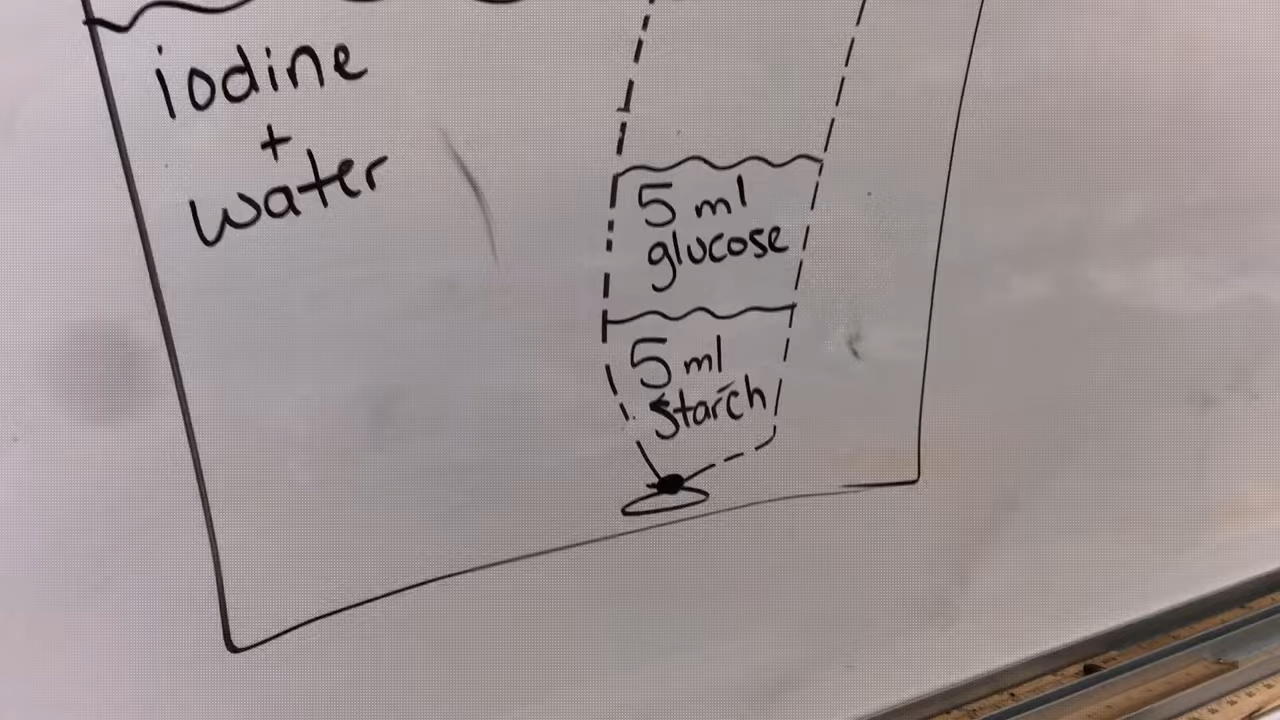 iodine
+
water
5 ml
glucose
5 ml
starch